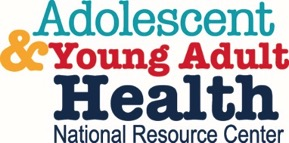 Adolescent
& Young Adult
Health
National Resource Center